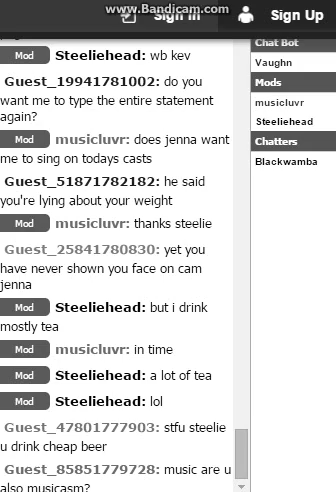 www.Bandicam.com
Sign In
Sign Up
Mod Steeliehead: wb kev
Guest_19941781002: do you
want me to type the entire statement
again?
Mod musicluvr: does jenna want
me to sing on todays casts
Guest_51871782182: he said
you're lying about your weight
Mod musicluvr: thanks steelie
Guest_25841780830: yet you
have never shown you face on cam
jenna
Mod Steeliehead: but i drink
mostly tea
Mod musicluvr: in time
Mod Steeliehead: a lot of tea
Mod Steeliehead: lol
Guest_47801777903: stfu steelie
u drink cheap beer
Guest_85851779728: music are u
also musicasm?
Chat Bot
Vaughn
Mods
musicluvr
Steeliehead
Chatters
Blackwamba